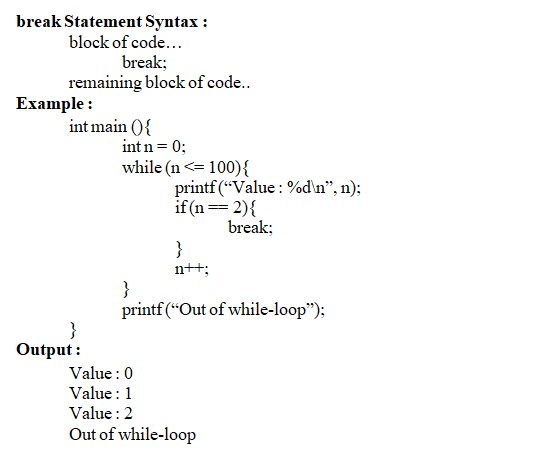 break Statement Syntax :
block of code…
break;
remaining block of code..
Example :
int main (){
int n = 0;
while (n <= 100){
printf (“Value : %d\n”, n);
if (n == 2){
break;
}
n++;
}
printf (“Out of while-loop”);
}
Output :
Value : 0
Value : 1
Value : 2
Out of while-loop